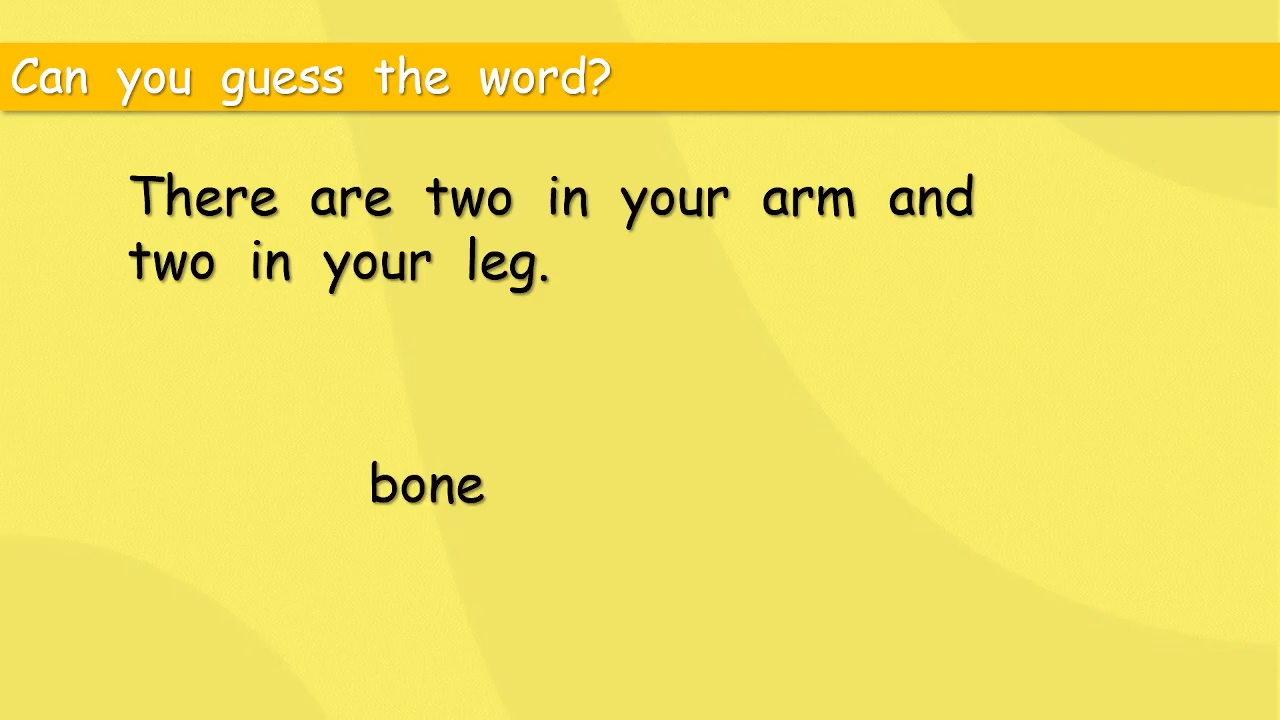 Can you guess the word?
There are two in your arm and
two in your leg.
bone